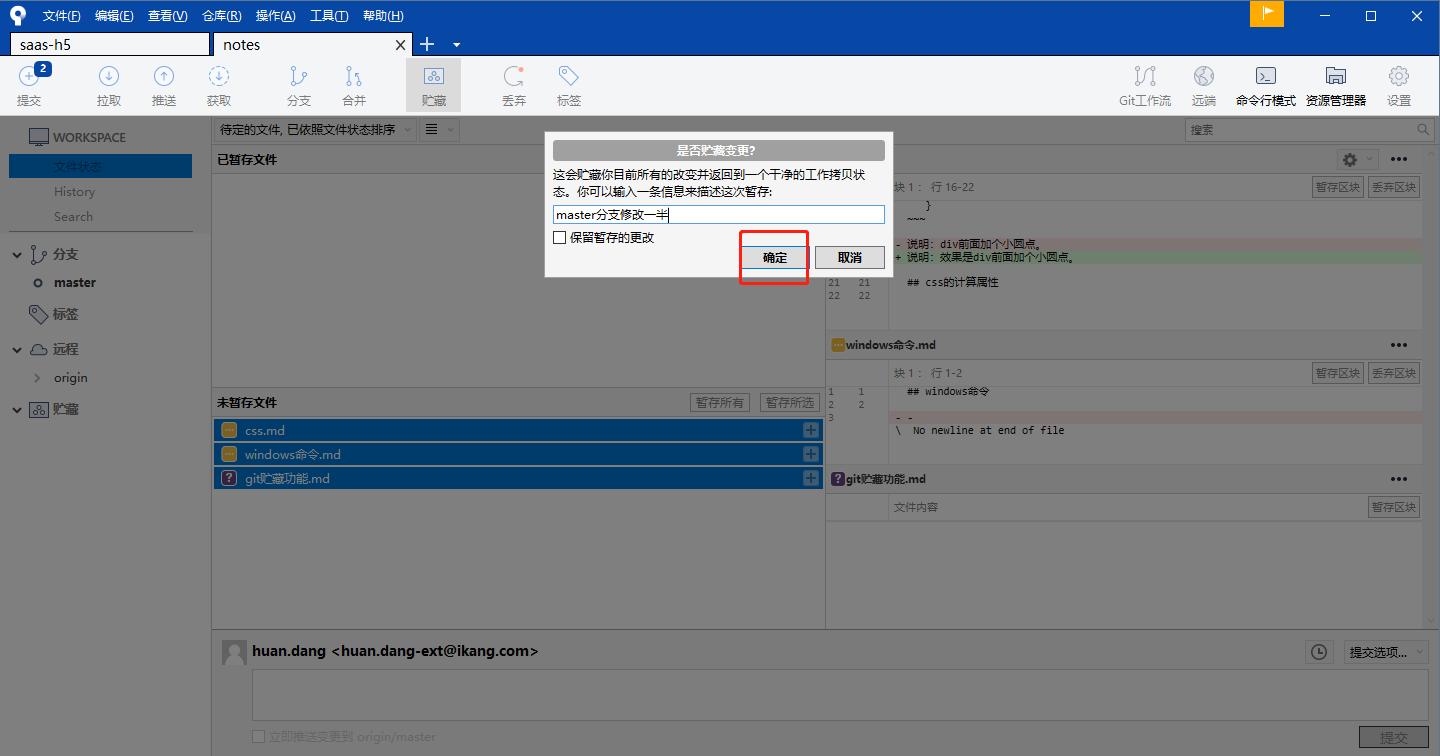 文件(F) 编辑(E) 查看(V) 仓库(R) 操作(A) 工具(T) 帮助(H)
saas-h5
notes
2
提交
拉取
推送
获取
分支
合并
贮藏
丢弃
标签
Git工作流
远端
命令行模式
资源管理器
设置
WORKSPACE
文件状态
History
Search
分支
master
标签
远程
origin
贮藏
待定的文件, 已依照文件状态排序
搜索
已暂存文件
是否贮藏变更?
这会贮藏你目前所有的改变并返回到一个干净的工作拷贝状
态。你可以输入一条信息来描述这次暂存:
master分支修改一半
保留暂存的更改
确定
取消
块 1： 行 16-22
暂存区块
丢弃区块
}
~~~
- 说明：div前面加个小圆点。
+ 说明：效果是div前面加个小圆点。
21 21 ## css的计算属性
22 22
windows命令.md
块 1： 行 1-2
暂存区块
丢弃区块
1 1 ## windows命令
2 2
3 - -
\ No newline at end of file
未暂存文件
暂存所有
暂存所选
css.md
windows命令.md
? git贮藏功能.md
? git贮藏功能.md
文件内容
暂存区块
huan.dang <huan.dang-ext@ikang.com>
提交选项...
立即推送变更到 origin/master
提交